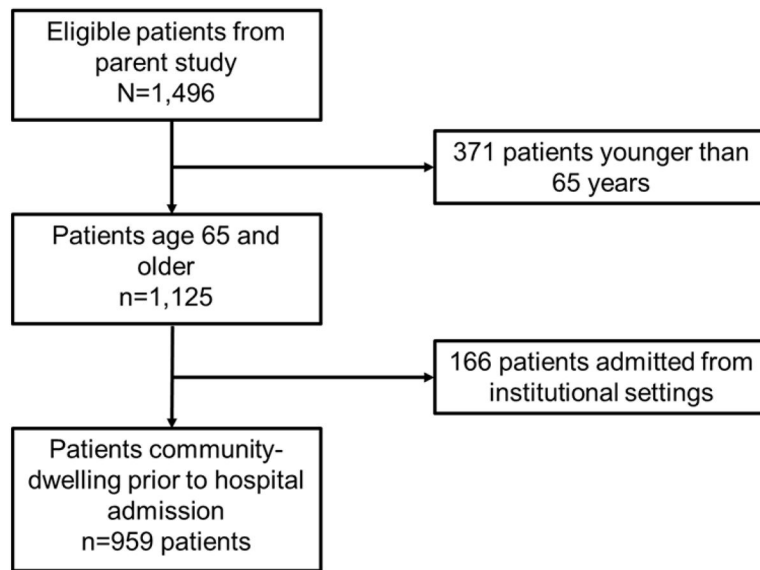 Eligible patients from
parent study
N=1,496
371 patients younger than
65 years
Patients age 65 and
older
n=1,125
166 patients admitted from
institutional settings
Patients community-
dwelling prior to hospital
admission
n=959 patients